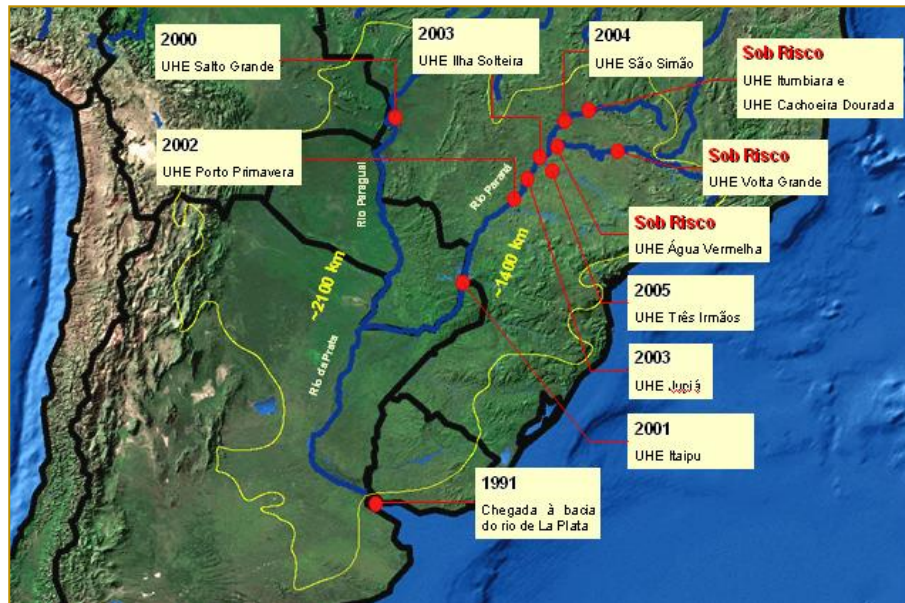 2000
UHE Salto Grande
2003
UHE Ilha Solteira
2004
UHE São Simão
Sob Risco
UHE Itumbiara e
UHE Cachoeira Dourada
2002
UHE Porto Primavera
Sob Risco
UHE Volta Grande
Rio Paraguai
Rio Paraná
Sob Risco
UHE Água Vermelha
~2100 km
~1400 km
2005
UHE Três Irmãos
Rio da Prata
2003
UHE Jupiá
2001
UHE Itaipu
1991
Chegada à bacia
do rio de La Plata